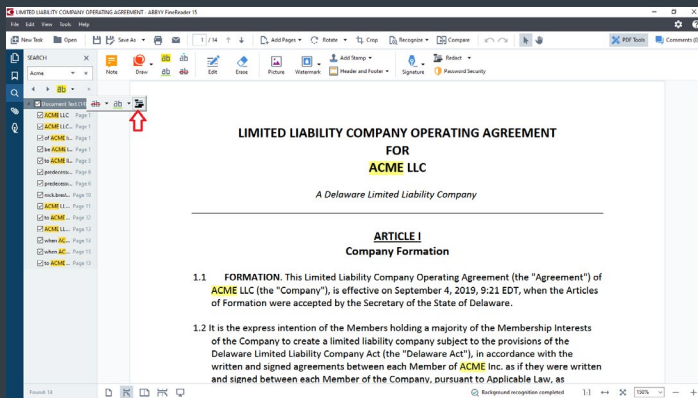 LIMITED LIABILITY COMPANY OPERATING AGREEMENT - ABBYY FineReader 15
File Edit View Tools Help
New Task Open Save As 1 / 14 Add Pages Rotate Crop Recognize Compare PDF Tools Comments (0
SEARCH
Acme
Note Draw Edit Erase Picture Watermark Add Stamp Header and Footer Signature Redact Password Security
Document Text (14
ACME LLC Page 1
ACME LLC... Page 1
of ACME Page 1
be ACME Page 1
to ACME Page 3
predecess... Page 6
predecess... Page 6
nick.brest... Page 10
ACME LL... Page 11
to ACME ... Page 12
ACME LL... Page 13
when AC... Page 13
when AC... Page 13
to ACME ... Page 13
LIMITED LIABILITY COMPANY OPERATING AGREEMENT
FOR
ACME LLC
A Delaware Limited Liability Company
ARTICLE I
Company Formation
1.1 FORMATION. This Limited Liability Company Operating Agreement (the "Agreement") of
ACME LLC (the "Company"), is effective on September 4, 2019, 9:21 EDT, when the Articles
of Formation were accepted by the Secretary of the State of Delaware.
1.2 It is the express intention of the Members holding a majority of the Membership Interests
of the Company to create a limited liability company subject to the provisions of the
Delaware Limited Liability Company Act (the "Delaware Act"), in accordance with the
written and signed agreements between each Member of ACME Inc. as if they were written
and signed between each Member of the Company, pursuant to Applicable Law, as
Found: 14 Background recognition completed 1:1 150%